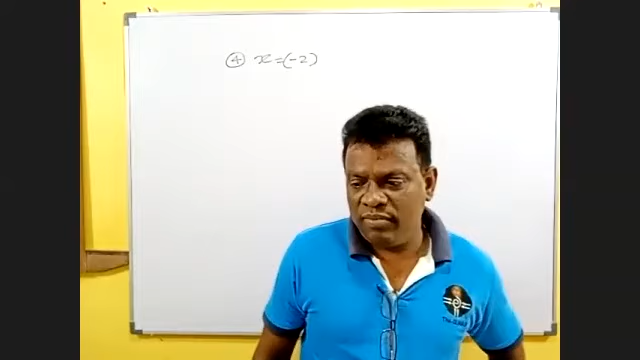 ④ x = (-2)